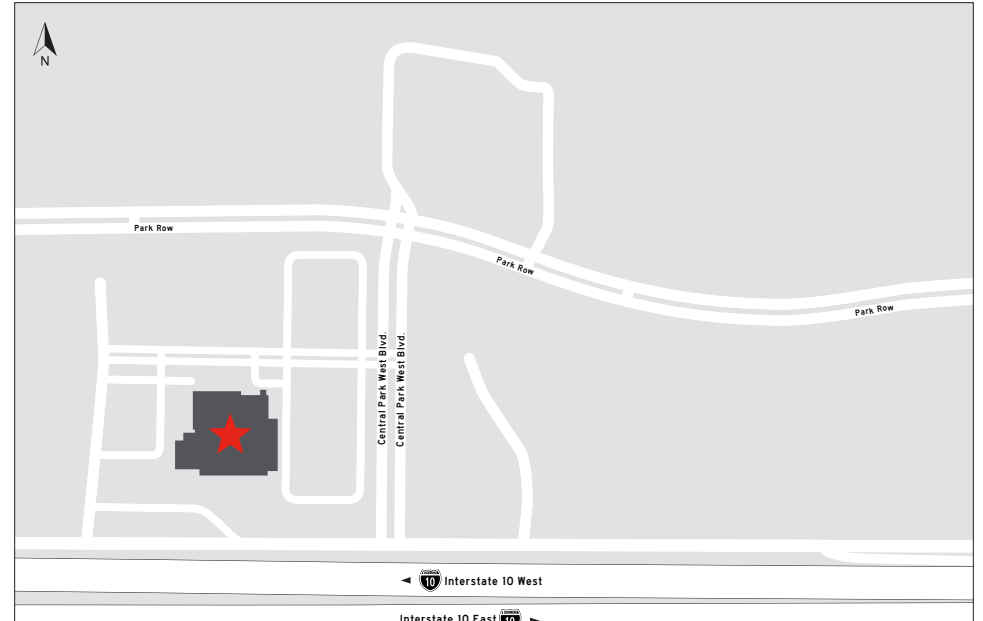 N
Park Row
Park Row
Park Row
Central Park West Blvd.
Central Park West Blvd.
10 Interstate 10 West
Interstate 10 East 10